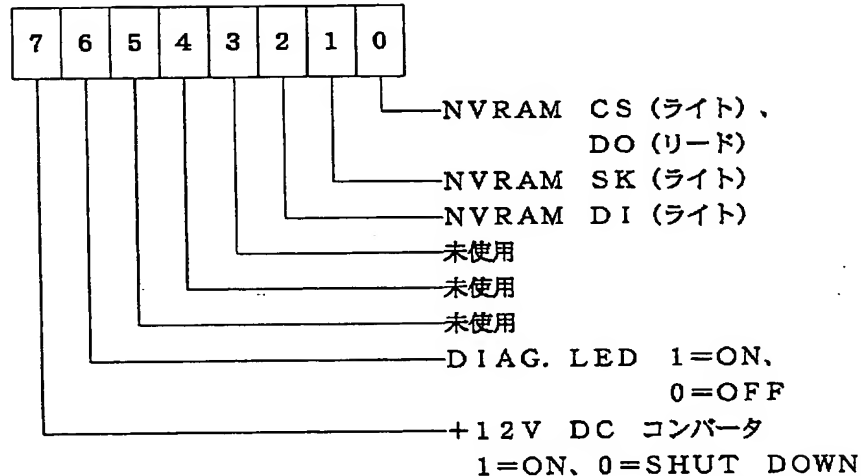 7 6 5 4 3 2 1 0
NVRAM CS(ライト)、
DO(リード)
NVRAM SK(ライト)
NVRAM DI(ライト)
未使用
未使用
未使用
DIAG. LED 1=ON、
0=OFF
+12V DC コンバータ
1=ON、0=SHUT DOWN